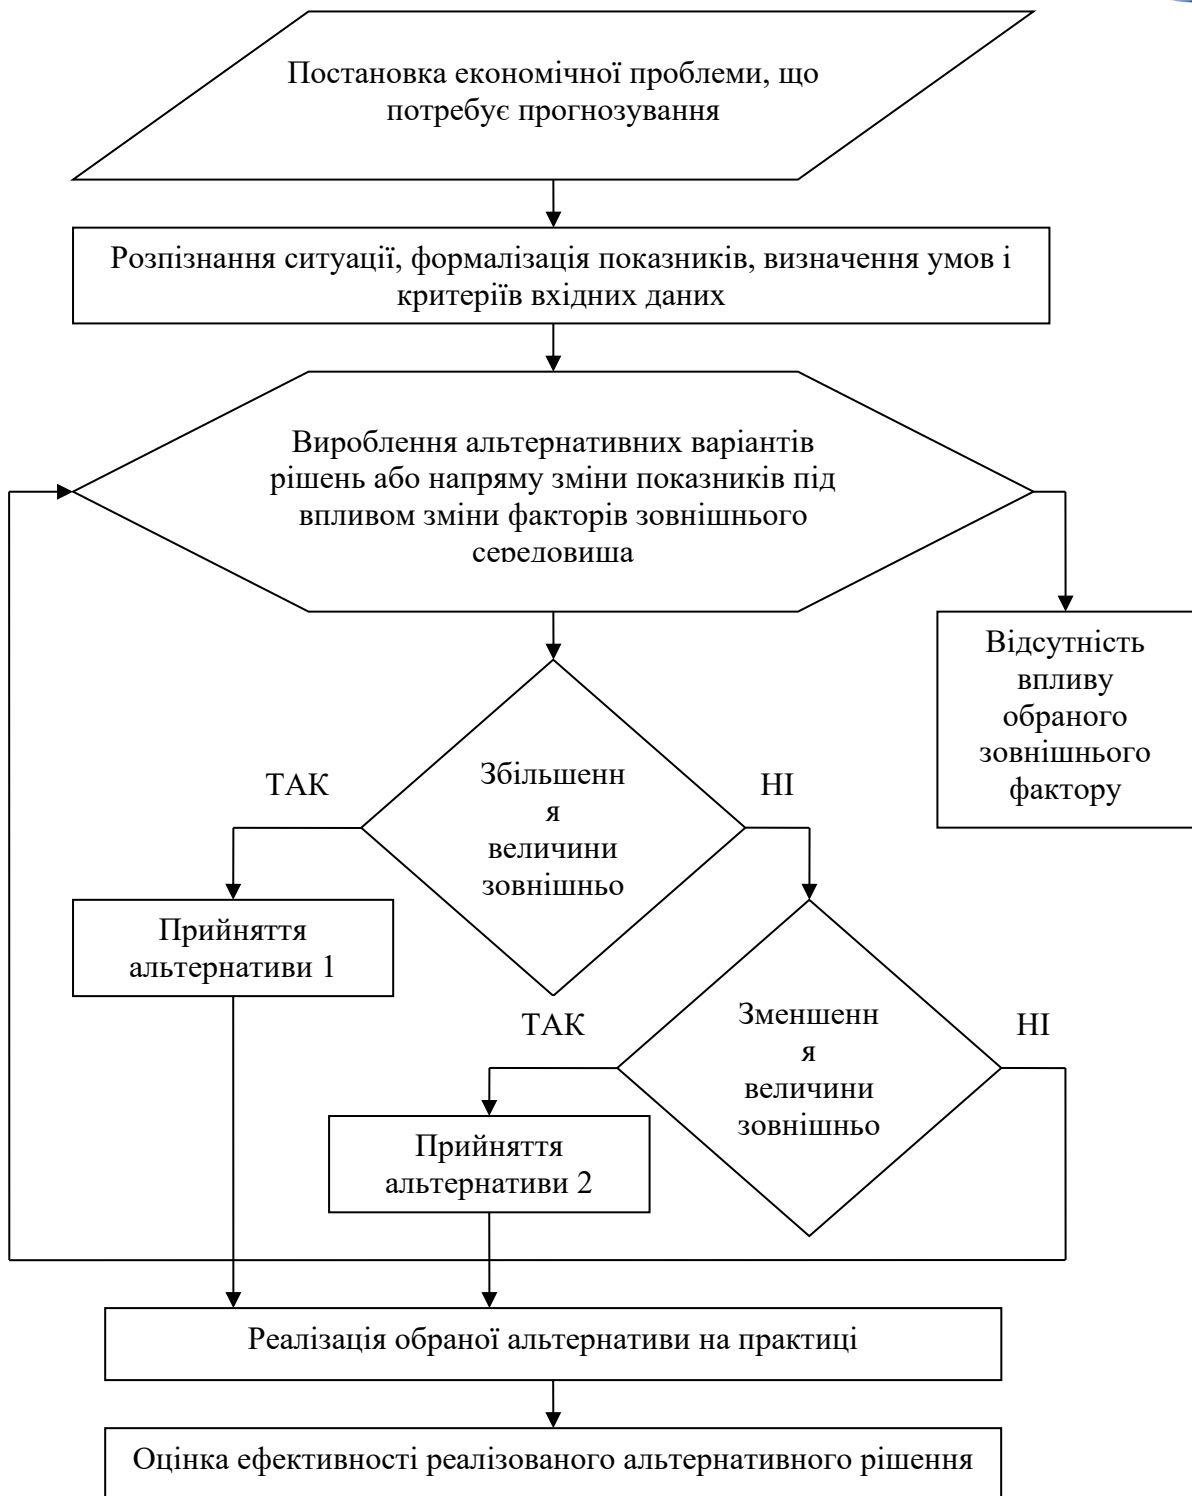 Постановка економічної проблеми, що
потребує прогнозування
Розпізнання ситуації, формалізація показників, визначення умов і
критеріїв вхідних даних
Вироблення альтернативних варіантів
рішень або напряму зміни показників під
впливом зміни факторів зовнішнього
середовища
Відсутність
впливу
обраного
зовнішнього
фактору
ТАК
Збільшенн
я
величини
зовнішньо
НІ
Прийняття
альтернативи 1
ТАК
Зменшенн
я
величини
зовнішньо
НІ
Прийняття
альтернативи 2
Реалізація обраної альтернативи на практиці
Оцінка ефективності реалізованого альтернативного рішення